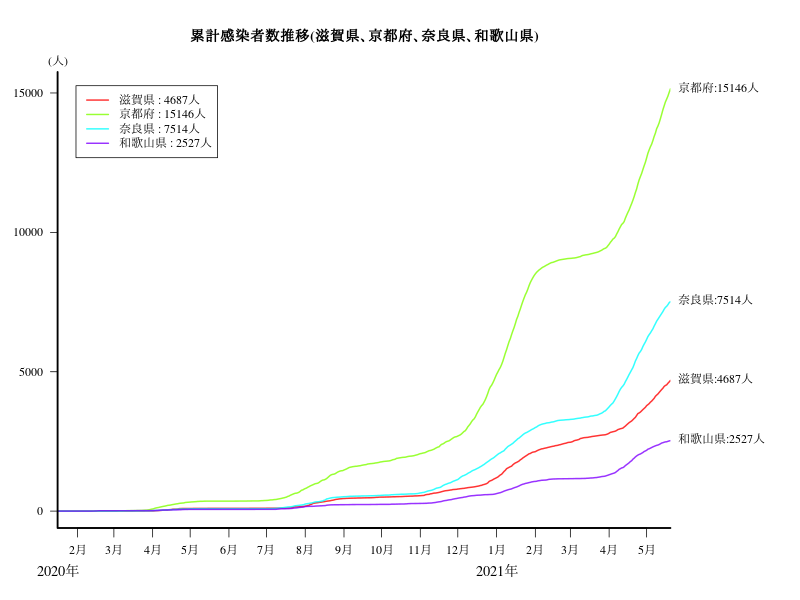 累計感染者数推移(滋賀県、京都府、奈良県、和歌山県)
(人)
15000
10000
5000
0
滋賀県 : 4687人
京都府 : 15146人
奈良県 : 7514人
和歌山県 : 2527人
京都府:15146人
奈良県:7514人
滋賀県:4687人
和歌山県:2527人
2月 3月 4月 5月 6月 7月 8月 9月 10月 11月 12月 1月 2月 3月 4月 5月
2020年 2021年